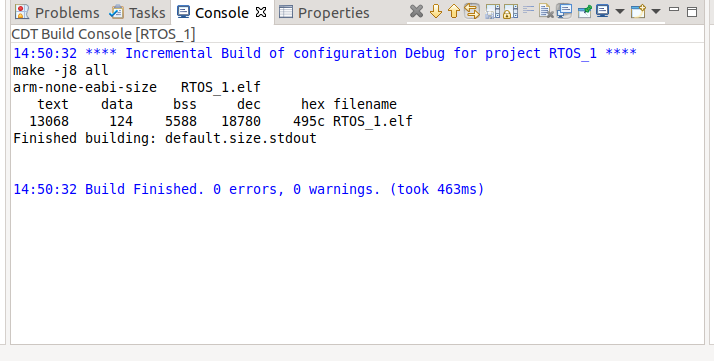 Problems Tasks Console Properties
CDT Build Console [RTOS_1]
14:50:32 **** Incremental Build of configuration Debug for project RTOS_1 ****
make -j8 all
arm-none-eabi-size   RTOS_1.elf
   text    data     bss     dec     hex filename
  13068     124    5588   18780    495c RTOS_1.elf
Finished building: default.size.stdout
14:50:32 Build Finished. 0 errors, 0 warnings. (took 463ms)